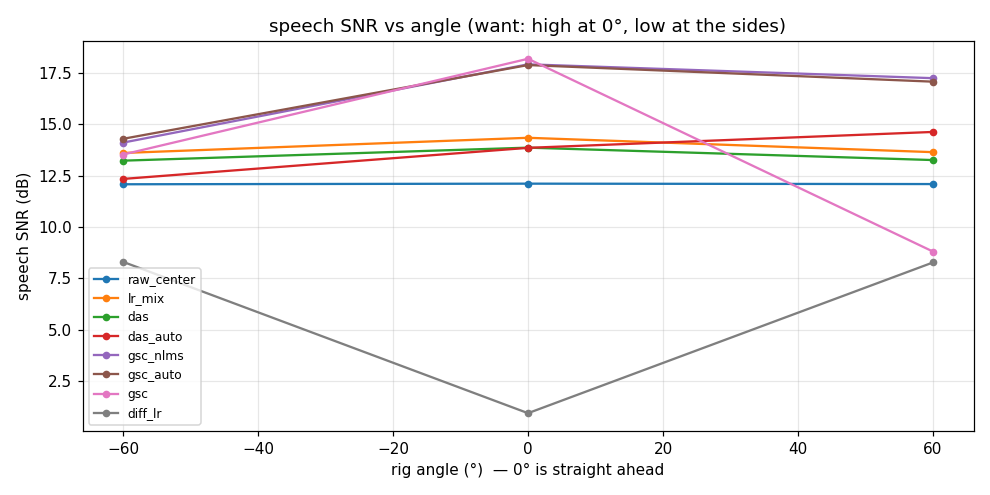 speech SNR vs angle (want: high at 0°, low at the sides)
speech SNR (dB)
17.5
15.0
12.5
10.0
7.5
5.0
2.5
raw_center
lr_mix
das
das_auto
gsc_nlms
gsc_auto
gsc
diff_lr
−60
−40
−20
0
20
40
60
rig angle (°) — 0° is straight ahead